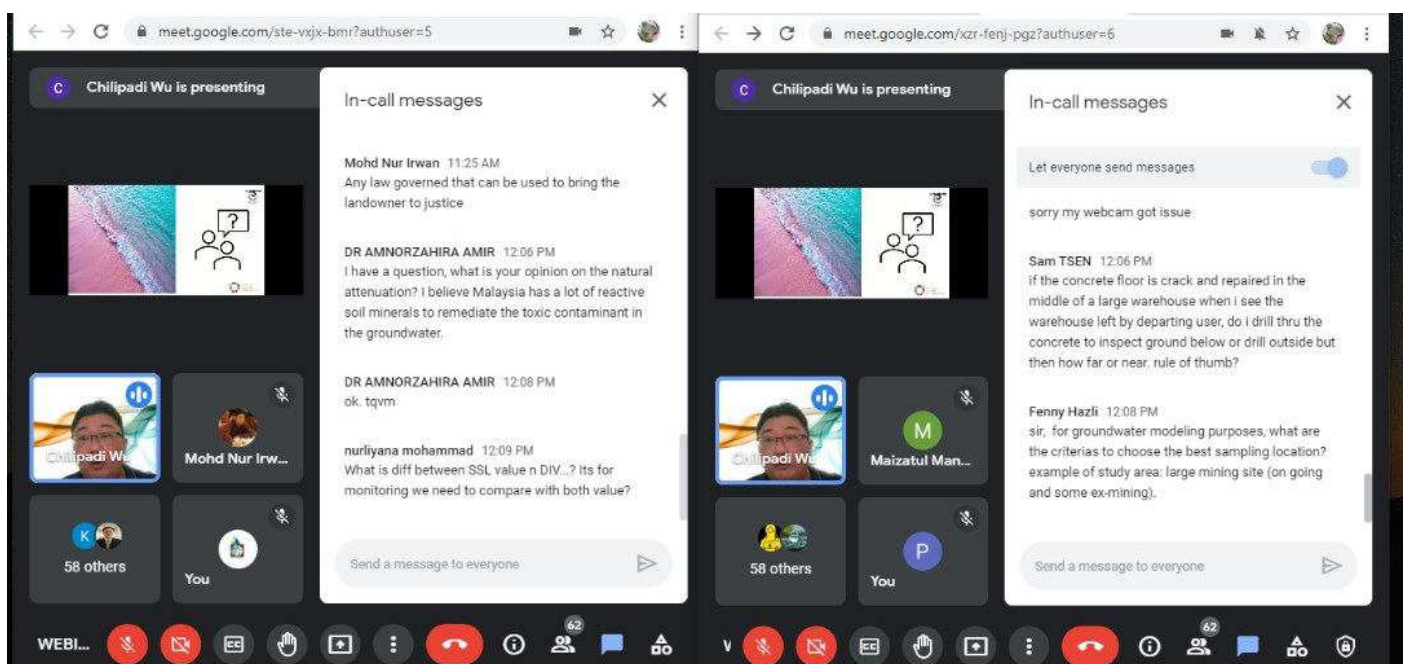 meet.google.com/ste-vxjx-bmr?authuser=5
C Chilipadi Wu is presenting
In-call messages
Mohd Nur Irwan 11:25 AM
Any law governed that can be used to bring the
landowner to justice
DR AMNORZAHIRA AMIR 12:06 PM
I have a question, what is your opinion on the natural
attenuation? I believe Malaysia has a lot of reactive
soil minerals to remediate the toxic contaminant in
the groundwater.
DR AMNORZAHIRA AMIR 12:08 PM
ok. tqvm
nurliyana mohammad 12:09 PM
What is diff between SSL value n DIV...? Its for
monitoring we need to compare with both value?
Send a message to everyone
?
Chilipadi Wu
Mohd Nur Irw...
K
58 others
You
WEBI...
CC
62
meet.google.com/xzr-fenj-pgz?authuser=6
C Chilipadi Wu is presenting
In-call messages
Let everyone send messages
sorry my webcam got issue
Sam TSEN 12:06 PM
if the concrete floor is crack and repaired in the
middle of a large warehouse when i see the
warehouse left by departing user, do i drill thru the
concrete to inspect ground below or drill outside but
then how far or near. rule of thumb?
Fenny Hazli 12:08 PM
sir, for groundwater modeling purposes, what are
the criterias to choose the best sampling location?
example of study area: large mining site (on going
and some ex-mining).
Send a message to everyone
?
Chilipadi Wu
M
Maizatul Man...
58 others
P
You
CC
62